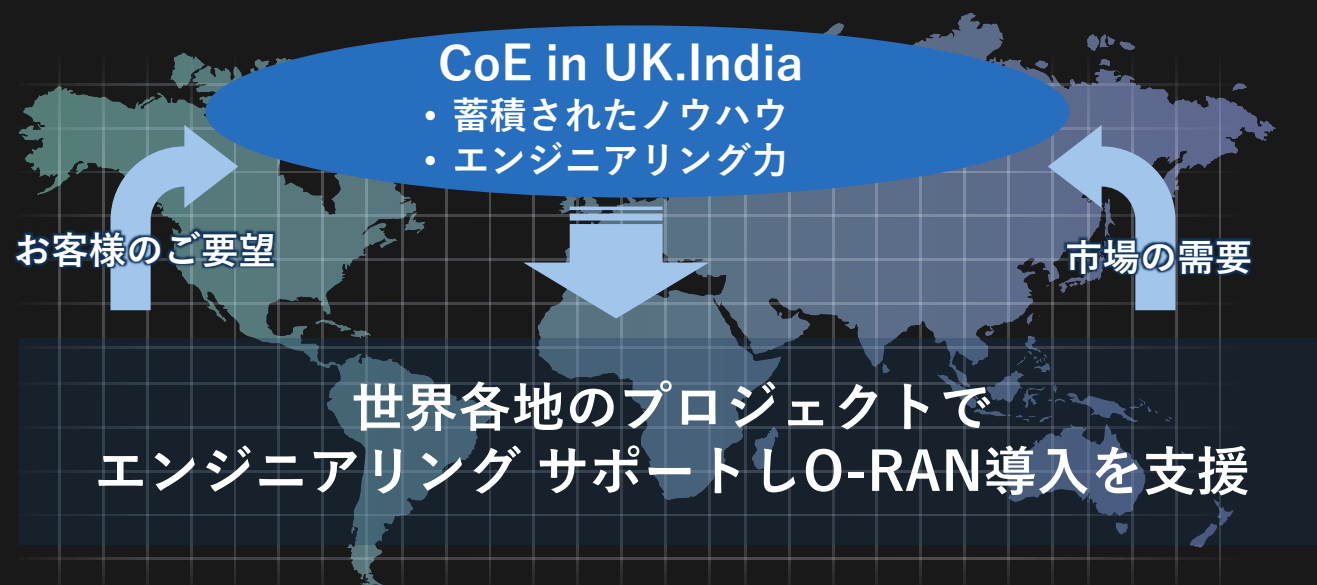 CoE in UK.India
• 蓄積されたノウハウ
• エンジニアリング力
お客様のご要望
市場の需要
世界各地のプロジェクトで
エンジニアリング サポートしO-RAN導入を支援